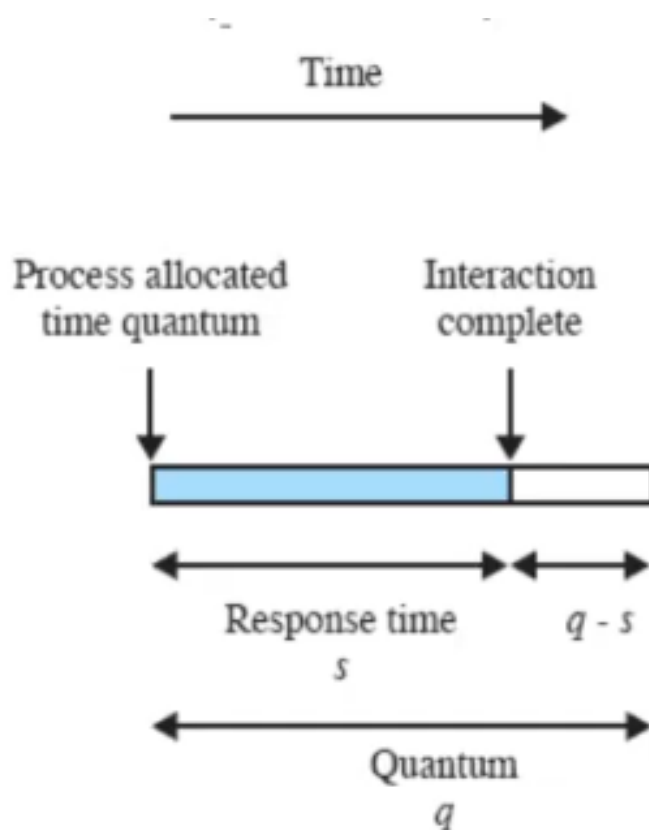 Time
Process allocated
time quantum
Interaction
complete
Response time
s
q - s
Quantum
q